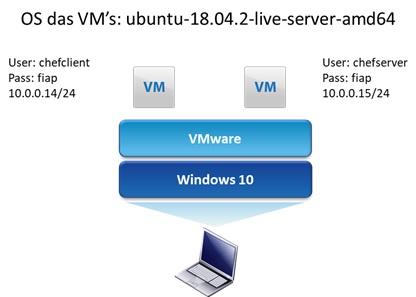 OS das VM's: ubuntu-18.04.2-live-server-amd64
User: chefclient
Pass: fiap
10.0.0.14/24
VM
VM
User: chefserver
Pass: fiap
10.0.0.15/24
VMware
Windows 10